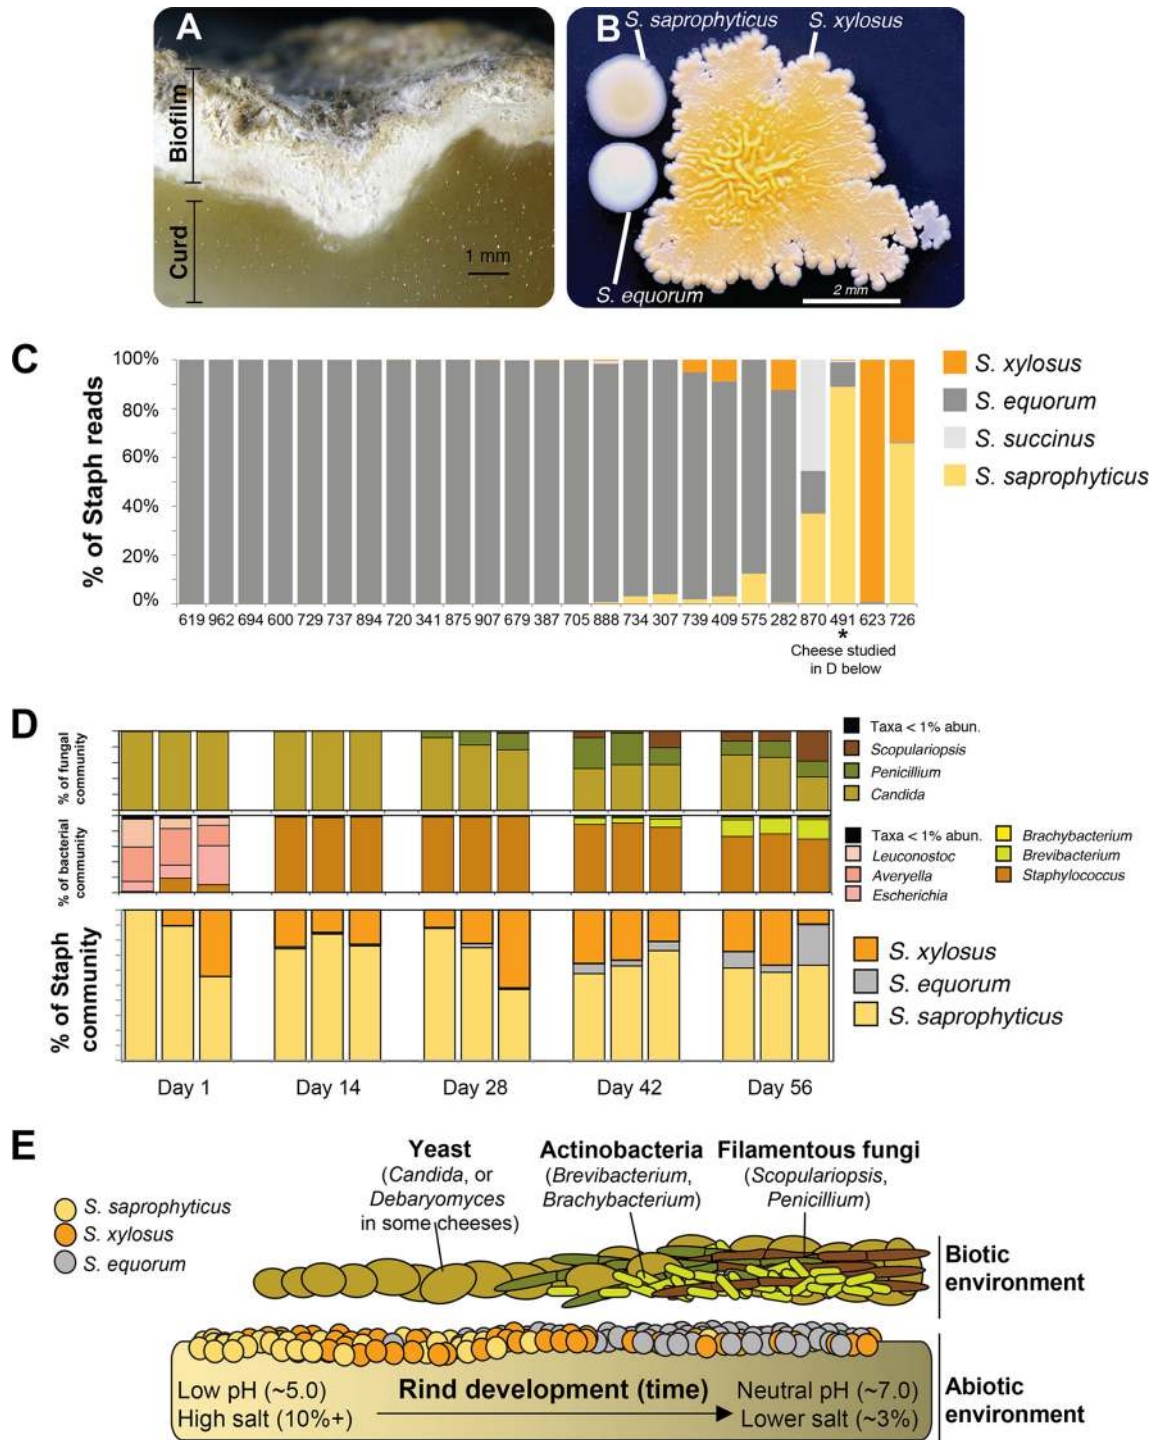 A
Biofilm
Curd
1 mm
B
S. saprophyticus
S. xylosus
S. equorum
2 mm
C
% of Staph reads
100%
80%
60%
40%
20%
0%
619 962 694 600 729 737 894 720 341 875 907 679 387 705 888 734 307 739 409 575 282 870 491 623 726
*
Cheese studied
in D below
S. xylosus
S. equorum
S. succinus
S. saprophyticus
D
% of fungal
community
Taxa < 1% abun.
Scopulariopsis
Penicillium
Candida
% of bacterial
community
Taxa < 1% abun.
Leuconostoc
Averyella
Escherichia
Brachybacterium
Brevibacterium
Staphylococcus
% of Staph
community
S. xylosus
S. equorum
S. saprophyticus
Day 1 Day 14 Day 28 Day 42 Day 56
E
S. saprophyticus
S. xylosus
S. equorum
Yeast
(Candida, or
Debaryomyces
in some cheeses)
Actinobacteria
(Brevibacterium,
Brachybacterium)
Filamentous fungi
(Scopulariopsis,
Penicillium)
Biotic
environment
Low pH (~5.0)
High salt (10%+)
Rind development (time)
Neutral pH (~7.0)
Lower salt (~3%)
Abiotic
environment